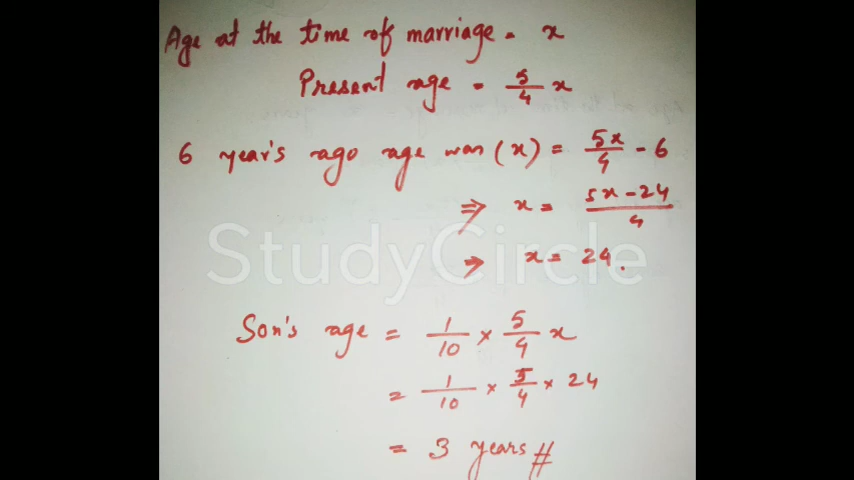 Age at the time of marriage = x
Present age = 5/4 x
6 year's ago age was (x) = 5x/4 - 6
⇒ x = 5x-24/4
⇒ x = 24.
StudyCircle
Son's age = 1/10 × 5/4 x
= 1/10 × 5/4 × 24
= 3 years #